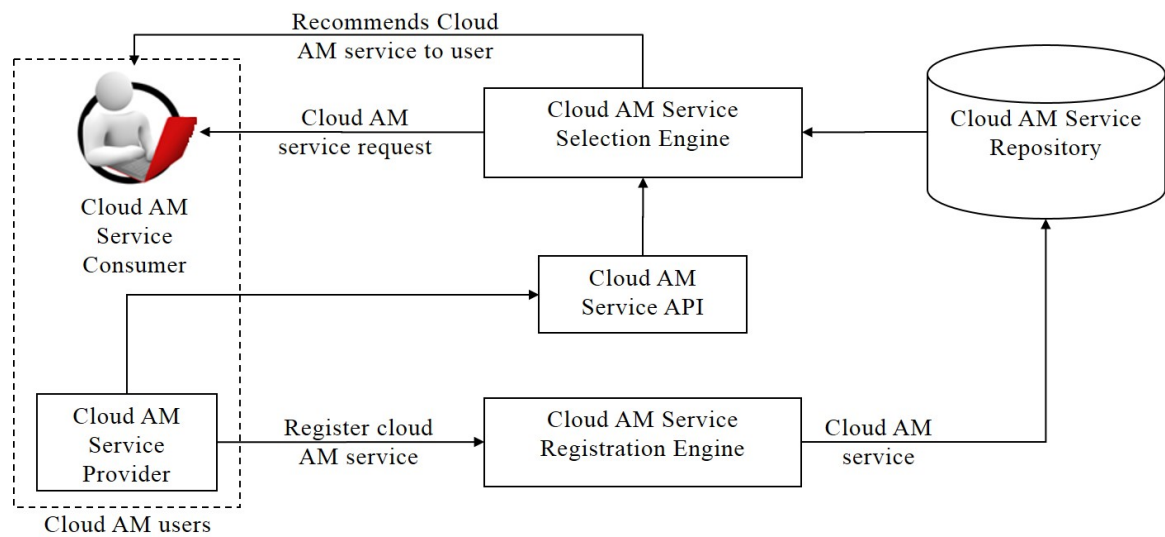 Recommends Cloud
AM service to user
Cloud AM
service request
Cloud AM Service
Selection Engine
Cloud AM Service
Repository
Cloud AM
Service
Consumer
Cloud AM
Service API
Cloud AM
Service
Provider
Register cloud
AM service
Cloud AM Service
Registration Engine
Cloud AM
service
Cloud AM users